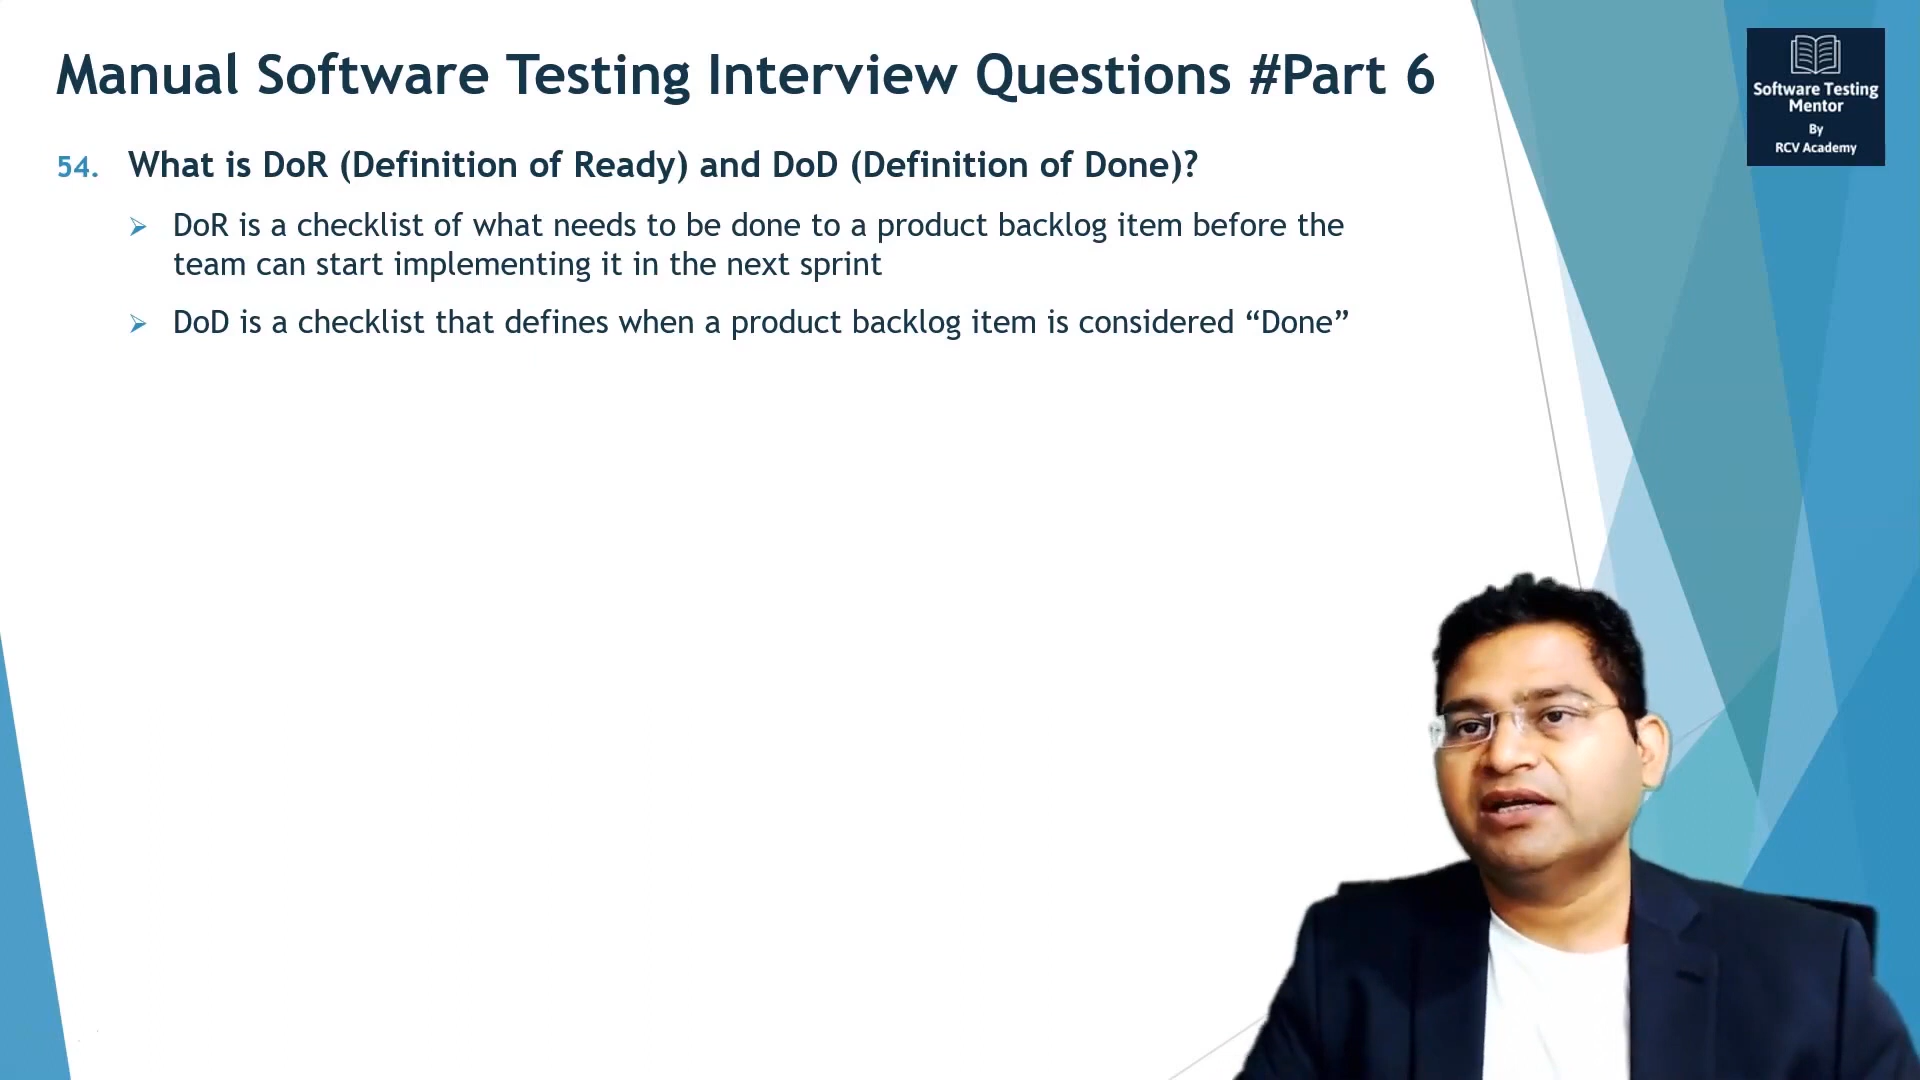 Manual Software Testing Interview Questions #Part 6
54. What is DoR (Definition of Ready) and DoD (Definition of Done)?
DoR is a checklist of what needs to be done to a product backlog item before the
team can start implementing it in the next sprint
DoD is a checklist that defines when a product backlog item is considered “Done”
Software Testing
Mentor
By
RCV Academy